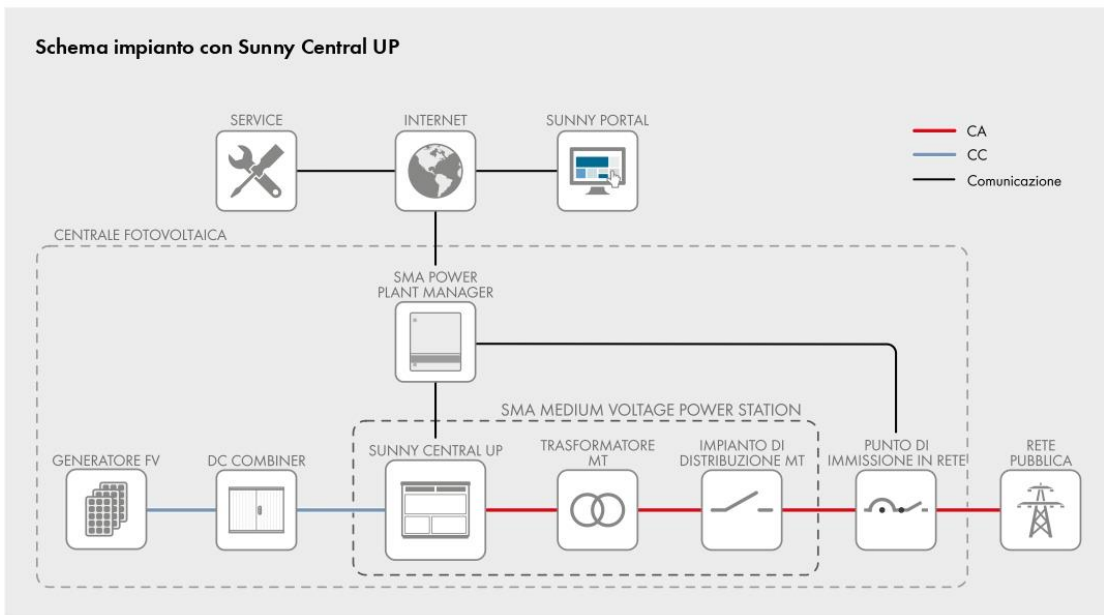 Schema impianto con Sunny Central UP
SERVICE
INTERNET
SUNNY PORTAL
CA
CC
Comunicazione
CENTRALE FOTOVOLTAICA
SMA POWER
PLANT MANAGER
SMA MEDIUM VOLTAGE POWER STATION
GENERATORE FV
DC COMBINER
SUNNY CENTRAL UP
TRASFORMATORE
MT
IMPIANTO DI
DISTRIBUZIONE MT
PUNTO DI
IMMISSIONE IN RETE
RETE
PUBBLICA